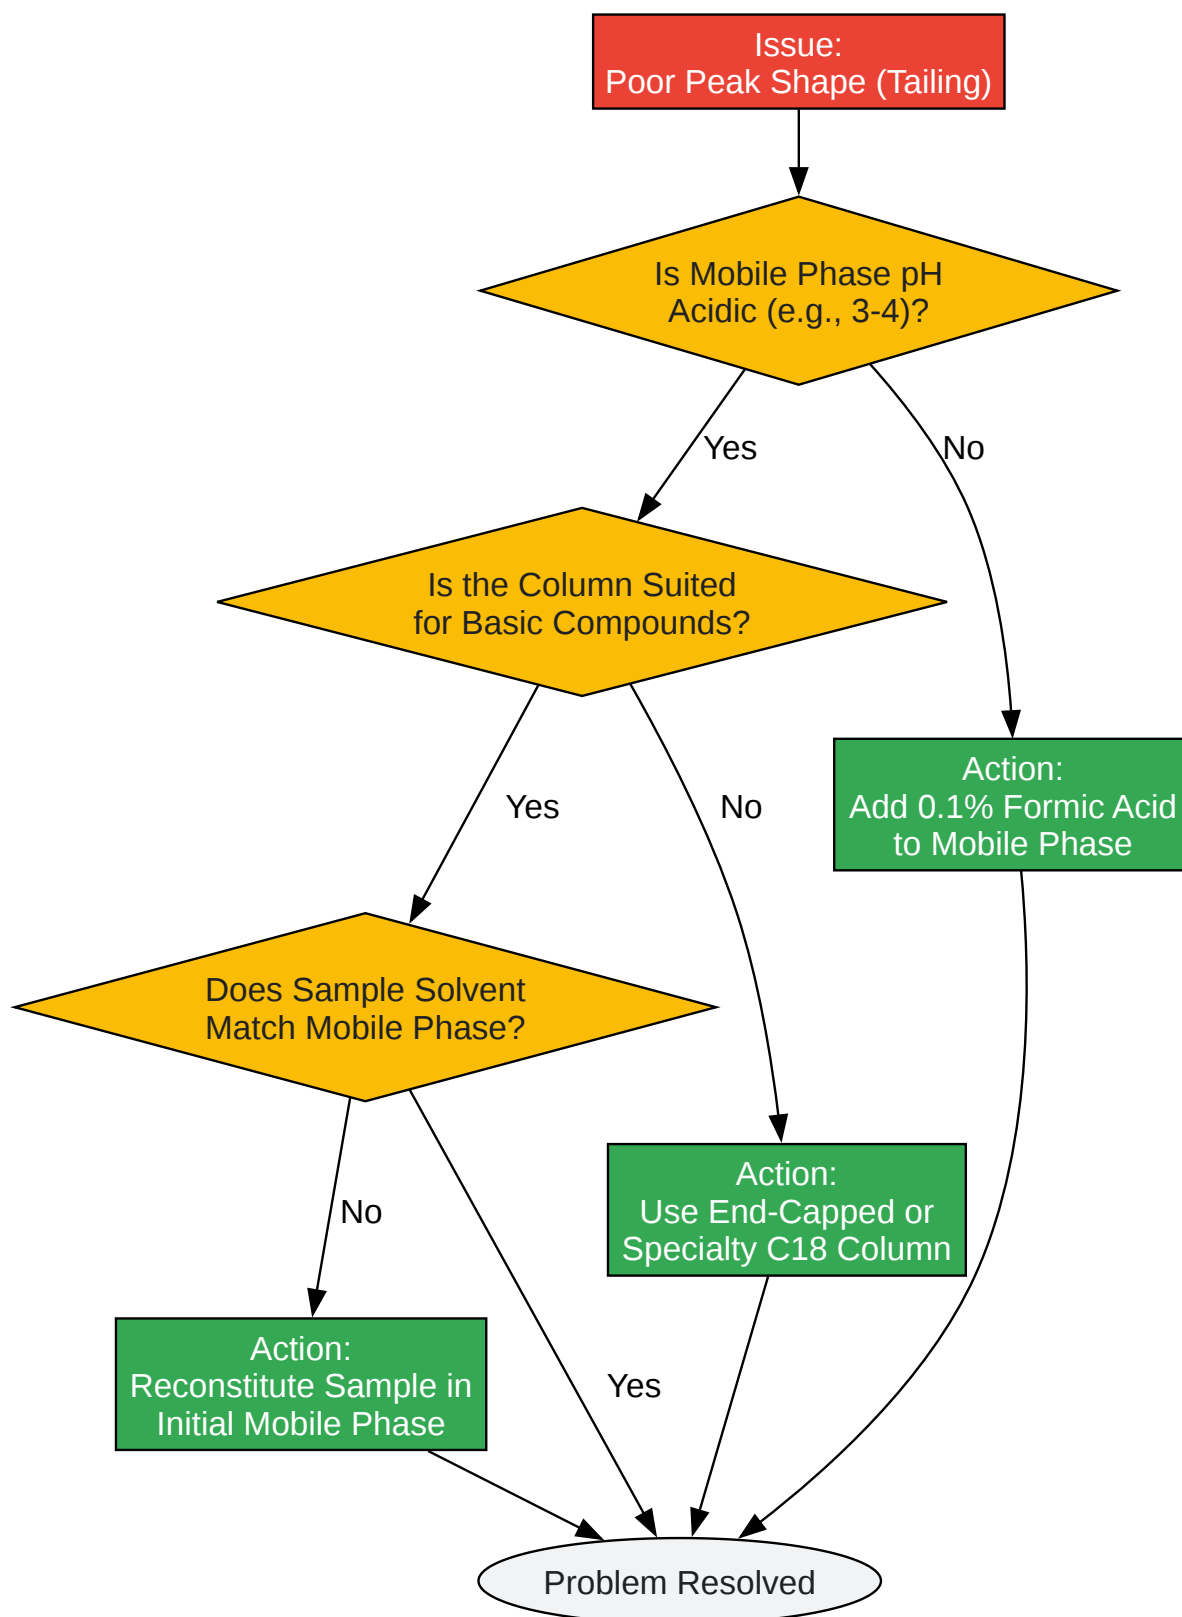 Issue:
Poor Peak Shape (Tailing)
Is Mobile Phase pH
Acidic (e.g., 3-4)?
Yes
No
Is the Column Suited
for Basic Compounds?
Yes
No
Action:
Add 0.1% Formic Acid
to Mobile Phase
Does Sample Solvent
Match Mobile Phase?
No
Yes
Action:
Use End-Capped or
Specialty C18 Column
Action:
Reconstitute Sample in
Initial Mobile Phase
Problem Resolved